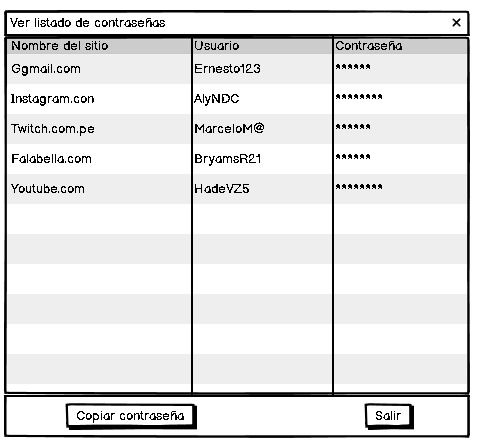 Ver listado de contraseñas ×
Nombre del sitio Usuario Contraseña
Ggmail.com Ernesto123 ******
Instagram.con AlyNDC ********
Twitch.com.pe MarceloM@ ******
Falabella.com BryamsR21 ******
Youtube.com HadeVZ5 ********
Copiar contraseña Salir